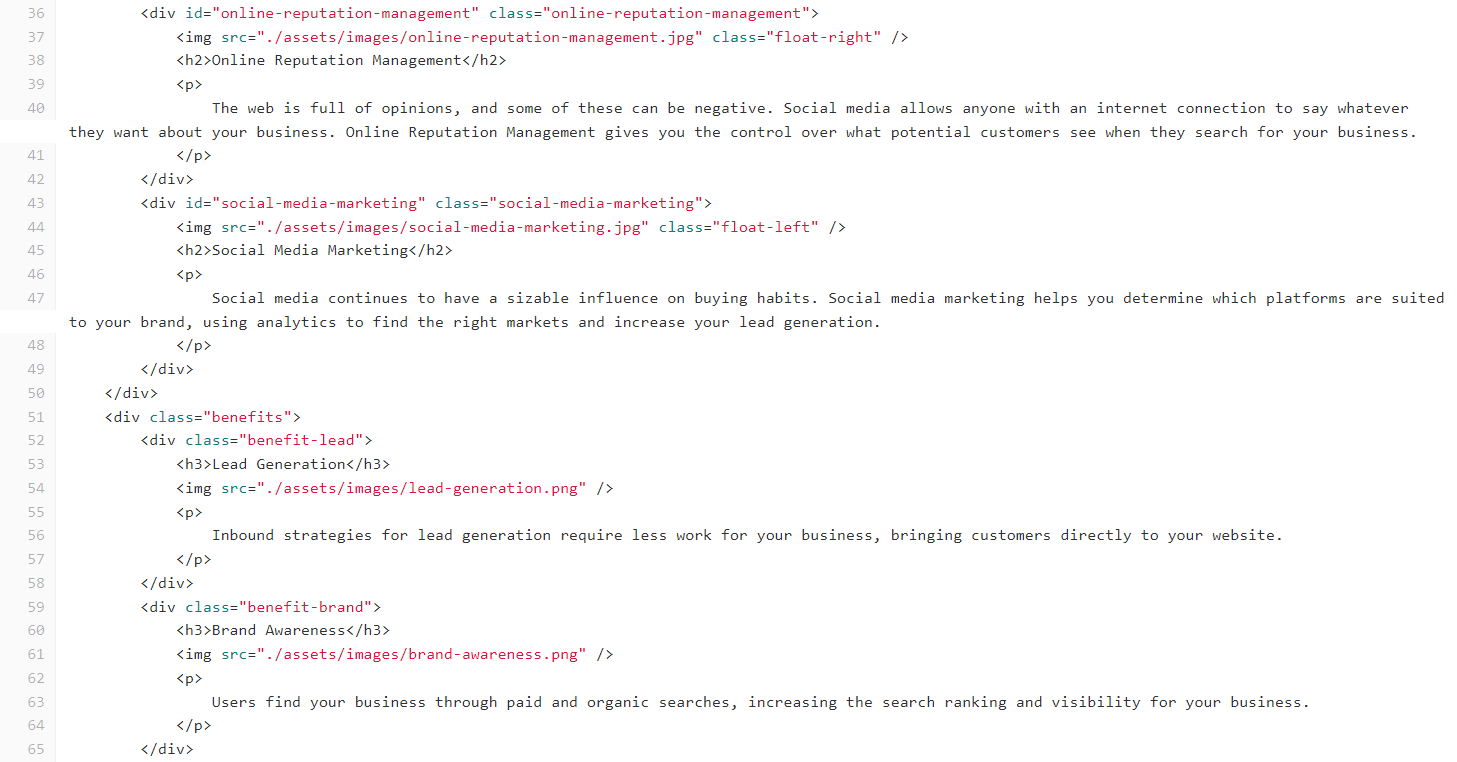 36 <div id="online-reputation-management" class="online-reputation-management">
37 <img src="./assets/images/online-reputation-management.jpg" class="float-right" />
38 <h2>Online Reputation Management</h2>
39 <p>
40 The web is full of opinions, and some of these can be negative. Social media allows anyone with an internet connection to say whatever
they want about your business. Online Reputation Management gives you the control over what potential customers see when they search for your business.
41 </p>
42 </div>
43 <div id="social-media-marketing" class="social-media-marketing">
44 <img src="./assets/images/social-media-marketing.jpg" class="float-left" />
45 <h2>Social Media Marketing</h2>
46 <p>
47 Social media continues to have a sizable influence on buying habits. Social media marketing helps you determine which platforms are suited
to your brand, using analytics to find the right markets and increase your lead generation.
48 </p>
49 </div>
50 </div>
51 <div class="benefits">
52 <div class="benefit-lead">
53 <h3>Lead Generation</h3>
54 <img src="./assets/images/lead-generation.png" />
55 <p>
56 Inbound strategies for lead generation require less work for your business, bringing customers directly to your website.
57 </p>
58 </div>
59 <div class="benefit-brand">
60 <h3>Brand Awareness</h3>
61 <img src="./assets/images/brand-awareness.png" />
62 <p>
63 Users find your business through paid and organic searches, increasing the search ranking and visibility for your business.
64 </p>
65 </div>